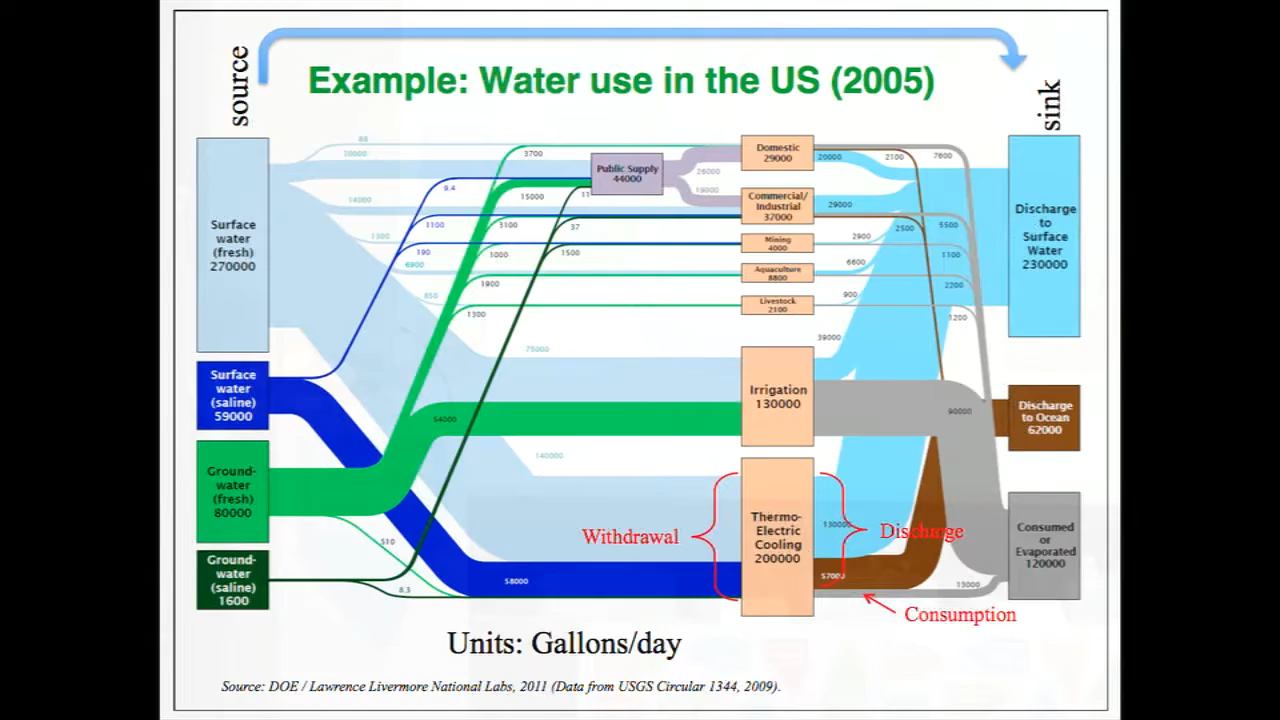 source
Example: Water use in the US (2005)
sink
Surface
water
(fresh)
270000
Surface
water
(saline)
59000
Ground-
water
(fresh)
80000
Ground-
water
(saline)
1600
88
10000
14000
1300
6900
850
75000
140000
9.4
1100
190
58000
3700
15000
3100
1000
1900
1300
54000
510
11
37
1500
8.3
Public Supply
44000
26000
19000
Domestic
29000
Commercial/
Industrial
37000
Mining
4000
Aquaculture
8800
Livestock
2100
Irrigation
130000
Thermo-
Electric
Cooling
200000
20000
2100
7600
29000
2500
5500
2900
1100
6600
2200
900
1200
39000
90000
130000
57000
13000
Withdrawal
Discharge
Consumption
Discharge
to
Surface
Water
230000
Discharge
to Ocean
62000
Consumed
or
Evaporated
120000
Units: Gallons/day
Source: DOE / Lawrence Livermore National Labs, 2011 (Data from USGS Circular 1344, 2009).